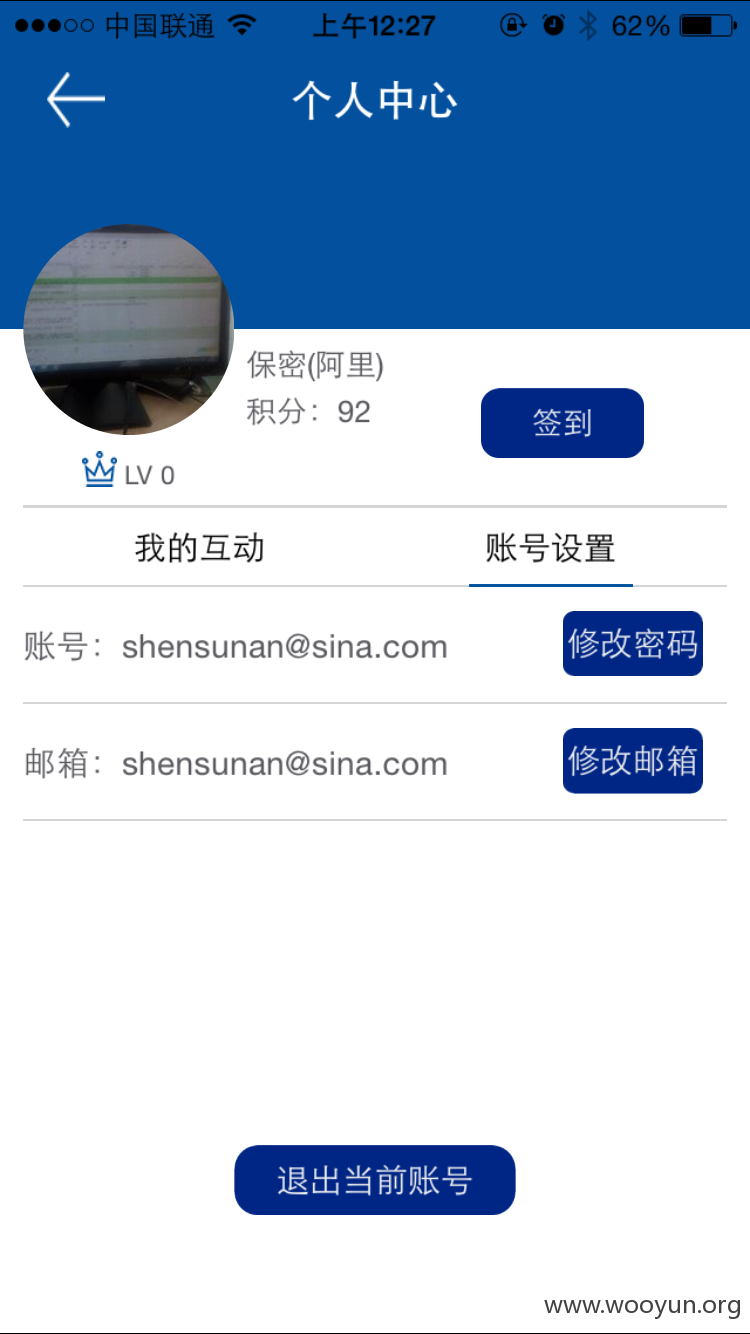 中国联通 上午12:27 62%
个人中心
保密(阿里)
积分：92
签到
LV 0
我的互动 账号设置
账号：shensunan@sina.com 修改密码
邮箱：shensunan@sina.com 修改邮箱
退出当前账号
www.wooyun.org